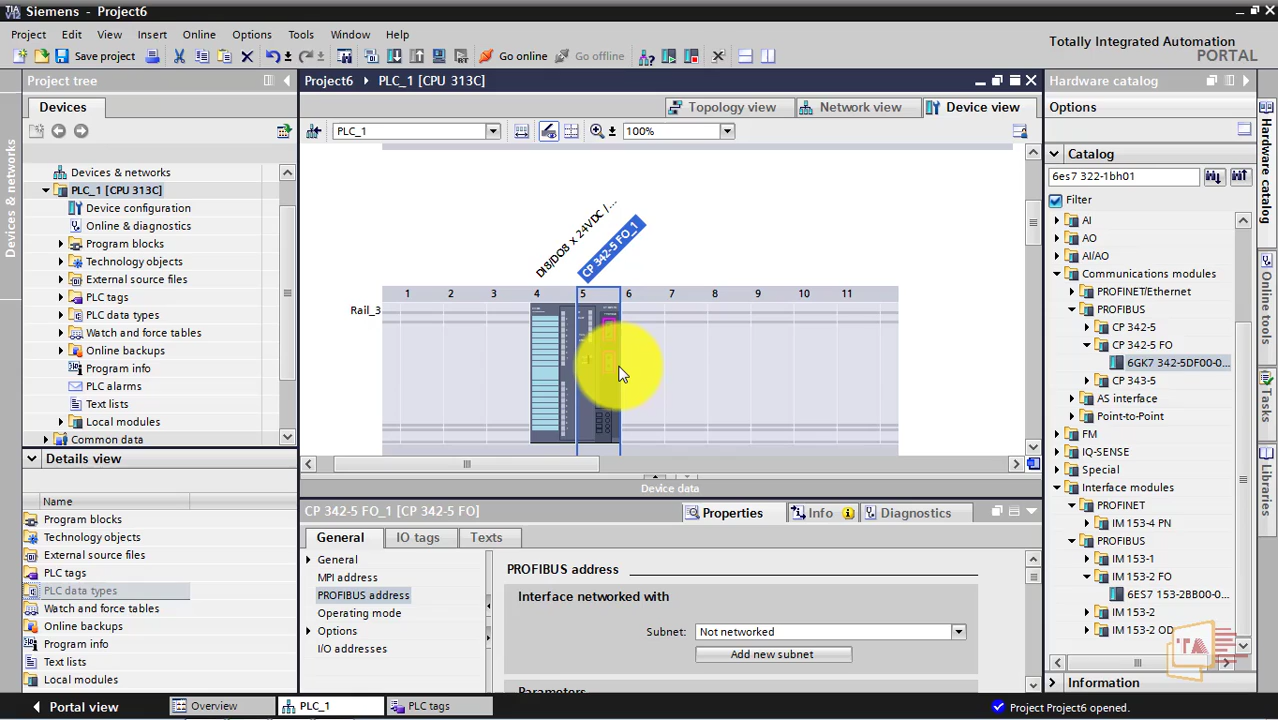 TIA
V12
Siemens - Project6
Project Edit View Insert Online Options Tools Window Help
Totally Integrated Automation
PORTAL
Save project
Go online
Go offline
Project tree
Devices
Devices & networks
Devices & networks
PLC_1 [CPU 313C]
Device configuration
Online & diagnostics
Program blocks
Technology objects
External source files
PLC tags
PLC data types
Watch and force tables
Online backups
Program info
PLC alarms
Text lists
Local modules
Common data
Details view
Name
Program blocks
Technology objects
External source files
PLC tags
PLC data types
Watch and force tables
Online backups
Program info
Text lists
Local modules
Project6 PLC_1 [CPU 313C]
Topology view
Network view
Device view
PLC_1
100%
DI8/DO8 x 24VDC /...
CP 342-5 FO_1
1 2 3 4 5 6 7 8 9 10 11
Rail_3
Device data
CP 342-5 FO_1 [CP 342-5 FO]
Properties
Info
Diagnostics
General
IO tags
Texts
General
MPI address
PROFIBUS address
Operating mode
Options
I/O addresses
PROFIBUS address
Interface networked with
Subnet: Not networked
Add new subnet
Parameters
Hardware catalog
Options
Catalog
6es7 322-1bh01
Filter
AI
AO
AI/AO
Communications modules
PROFINET/Ethernet
PROFIBUS
CP 342-5
CP 342-5 FO
6GK7 342-5DF00-0...
CP 343-5
AS interface
Point-to-Point
FM
IQ-SENSE
Special
Interface modules
PROFINET
IM 153-4 PN
PROFIBUS
IM 153-1
IM 153-2 FO
6ES7 153-2BB00-0...
IM 153-2
IM 153-2 OD
Information
Hardware catalog
Online tools
Tasks
Libraries
Portal view
Overview
PLC_1
PLC tags
Project Project6 opened.